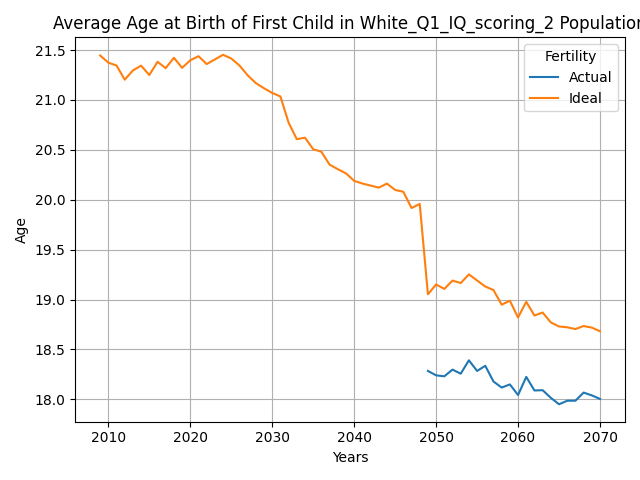 Average Age at Birth of First Child in White_Q1_IQ_scoring_2 Population
Fertility
Actual
Ideal
21.5
21.0
20.5
20.0
19.5
19.0
18.5
18.0
Age
2010 2020 2030 2040 2050 2060 2070
Years